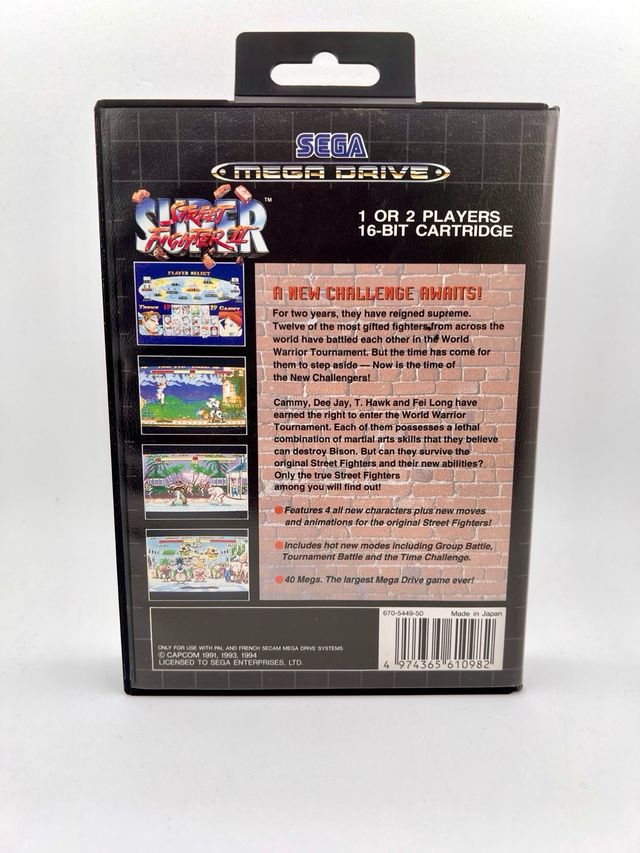 SEGA
MEGA DRIVE
SUPER
STREET
FIGHTER II
TM
1 OR 2 PLAYERS
16-BIT CARTRIDGE
PLAYER SELECT
A NEW CHALLENGE AWAITS!
For two years, they have reigned supreme.
Twelve of the most gifted fighters from across the
world have battled each other in the World
Warrior Tournament. But the time has come for
them to step aside — Now is the time of
the New Challengers!
Cammy, Dee Jay, T. Hawk and Fei Long have
earned the right to enter the World Warrior
Tournament. Each of them possesses a lethal
combination of martial arts skills that they believe
can destroy Bison. But can they survive the
original Street Fighters and their new abilities?
Only the true Street Fighters
among you will find out!
Features 4 all new characters plus new moves
and animations for the original Street Fighters!
Includes hot new modes including Group Battle,
Tournament Battle and the Time Challenge.
40 Megs. The largest Mega Drive game ever!
670-5449-50 Made in Japan
ONLY FOR USE WITH PAL AND FRENCH SECAM MEGA DRIVE SYSTEMS
© CAPCOM 1991, 1993, 1994
LICENSED TO SEGA ENTERPRISES, LTD.
4 974365 610982